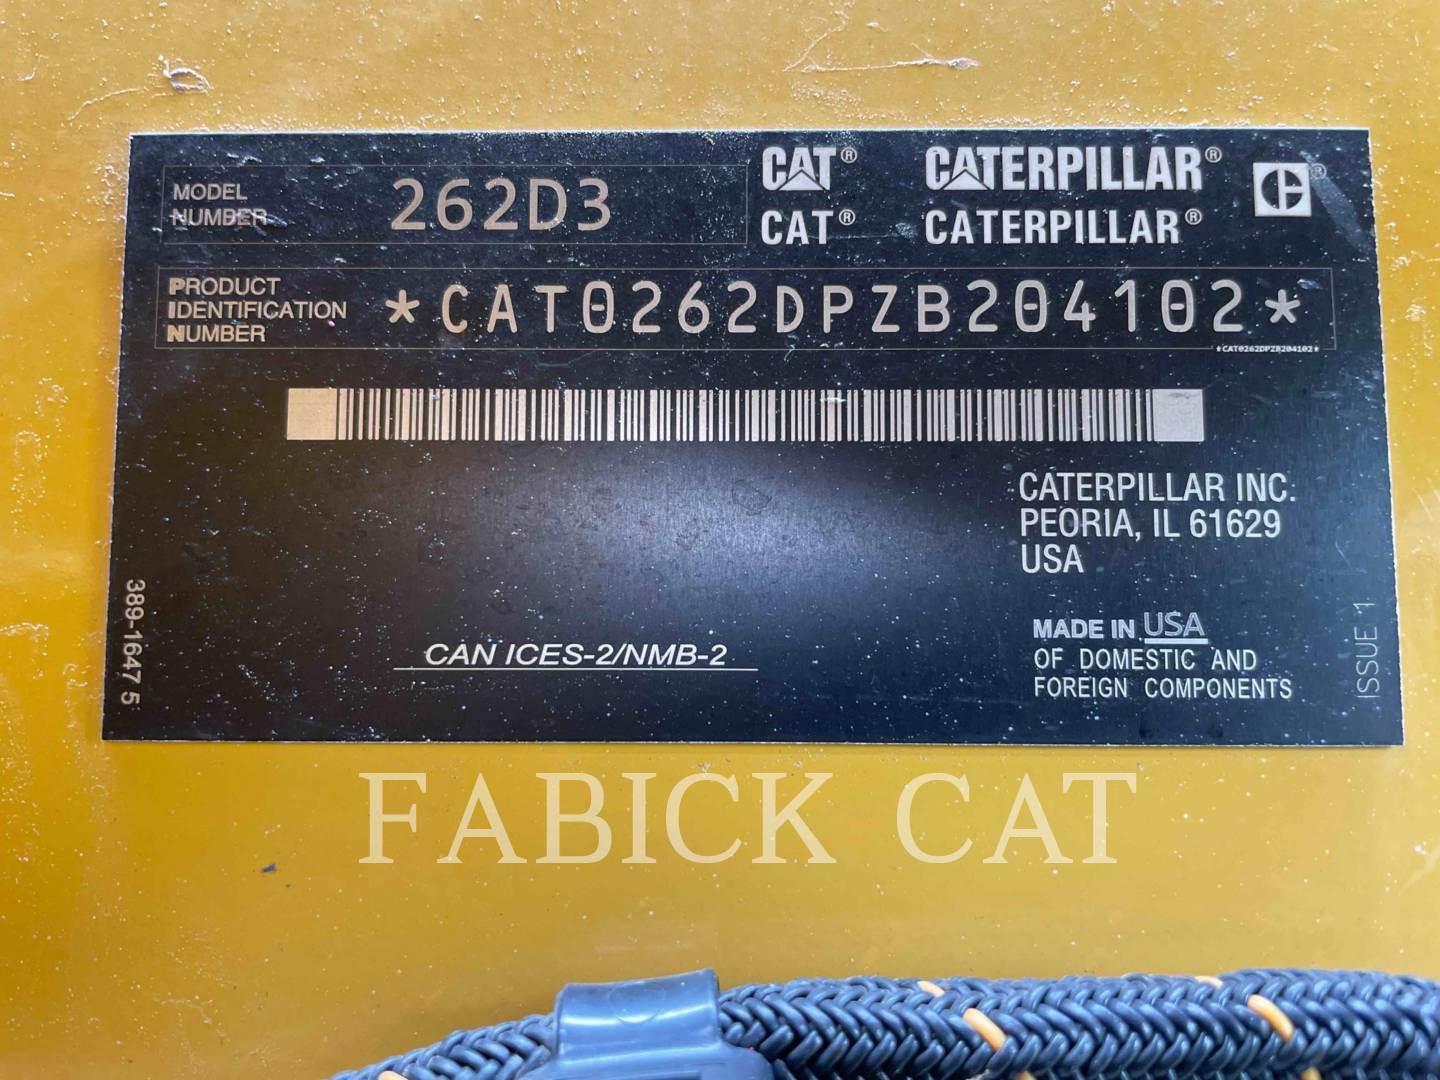 MODEL
NUMBER
262D3
CAT® CATERPILLAR® ®
CAT® CATERPILLAR®
PRODUCT
IDENTIFICATION
NUMBER
*CAT0262DPZB204102*
*CAT0262DPZB204102*
CATERPILLAR INC.
PEORIA, IL 61629
USA
389-1647 5
CAN ICES-2/NMB-2
MADE IN USA
OF DOMESTIC AND
FOREIGN COMPONENTS
ISSUE 1
FABICK CAT